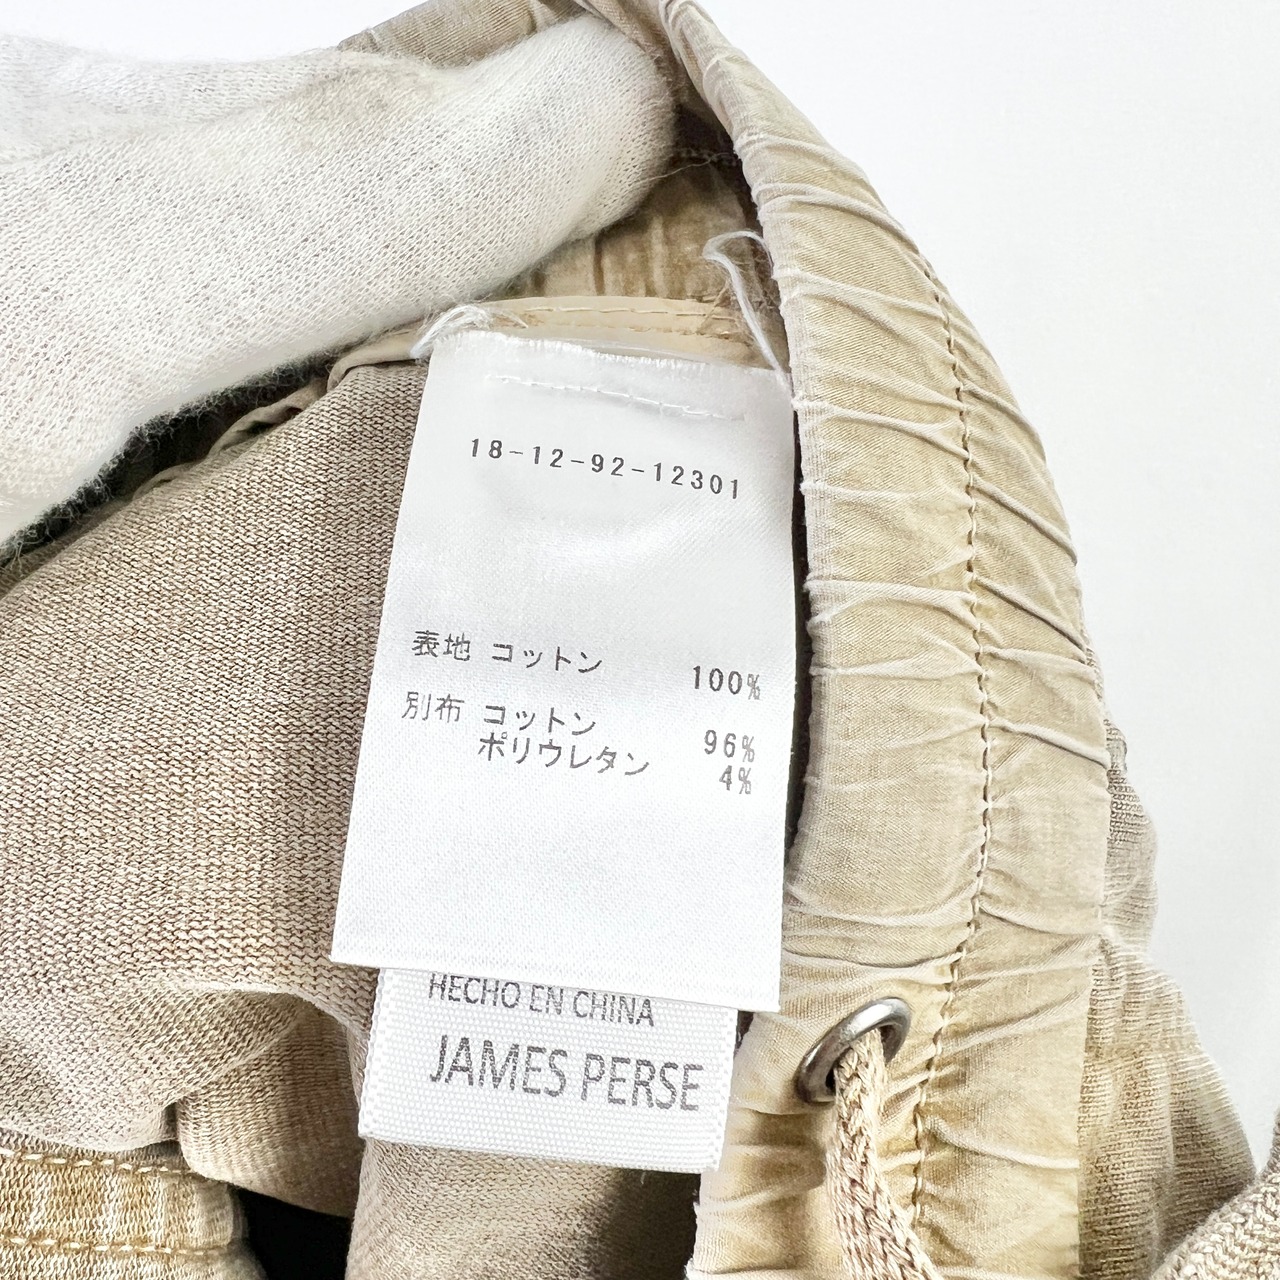 18-12-92-12301
表地 コットン 100%
別布 コットン 96%
ポリウレタン 4%
HECHO EN CHINA
JAMES PERSE